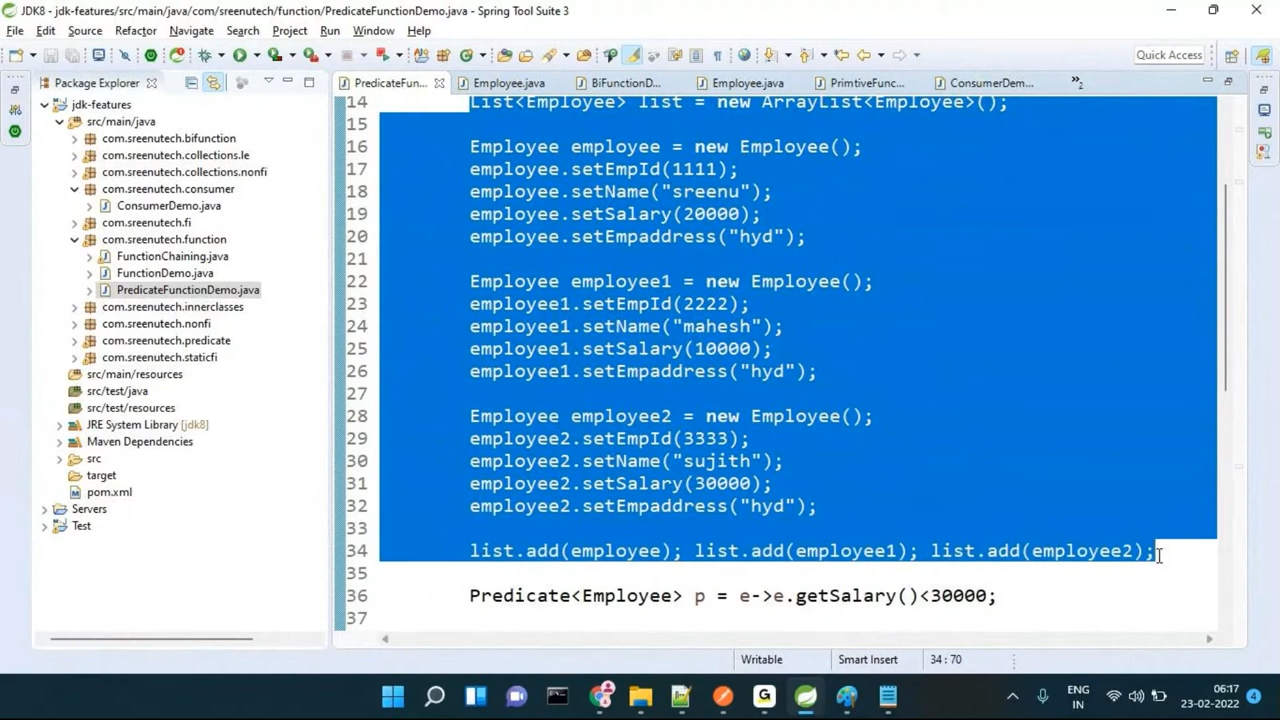 JDK8 - jdk-features/src/main/java/com/sreenutech/function/PredicateFunctionDemo.java - Spring Tool Suite 3
File Edit Source Refactor Navigate Search Project Run Window Help
Quick Access
Package Explorer
PredicateFun...
Employee.java
BiFunctionD...
Employee.java
PrimtiveFunc...
ConsumerDem...
»2
jdk-features
src/main/java
com.sreenutech.bifunction
com.sreenutech.collections.le
com.sreenutech.collections.nonfi
com.sreenutech.consumer
ConsumerDemo.java
com.sreenutech.fi
com.sreenutech.function
FunctionChaining.java
FunctionDemo.java
PredicateFunctionDemo.java
com.sreenutech.innerclasses
com.sreenutech.nonfi
com.sreenutech.predicate
com.sreenutech.staticfi
src/main/resources
src/test/java
src/test/resources
JRE System Library [jdk8]
Maven Dependencies
src
target
pom.xml
Servers
Test
14 List<Employee> list = new ArrayList<Employee>();
15
16 Employee employee = new Employee();
17 employee.setEmpId(1111);
18 employee.setName("sreenu");
19 employee.setSalary(20000);
20 employee.setEmpaddress("hyd");
21
22 Employee employee1 = new Employee();
23 employee1.setEmpId(2222);
24 employee1.setName("mahesh");
25 employee1.setSalary(10000);
26 employee1.setEmpaddress("hyd");
27
28 Employee employee2 = new Employee();
29 employee2.setEmpId(3333);
30 employee2.setName("sujith");
31 employee2.setSalary(30000);
32 employee2.setEmpaddress("hyd");
33
34 list.add(employee); list.add(employee1); list.add(employee2);
35
36 Predicate<Employee> p = e->e.getSalary()<30000;
37
Writable Smart Insert 34 : 70
ENG
IN
06:17
23-02-2022
4